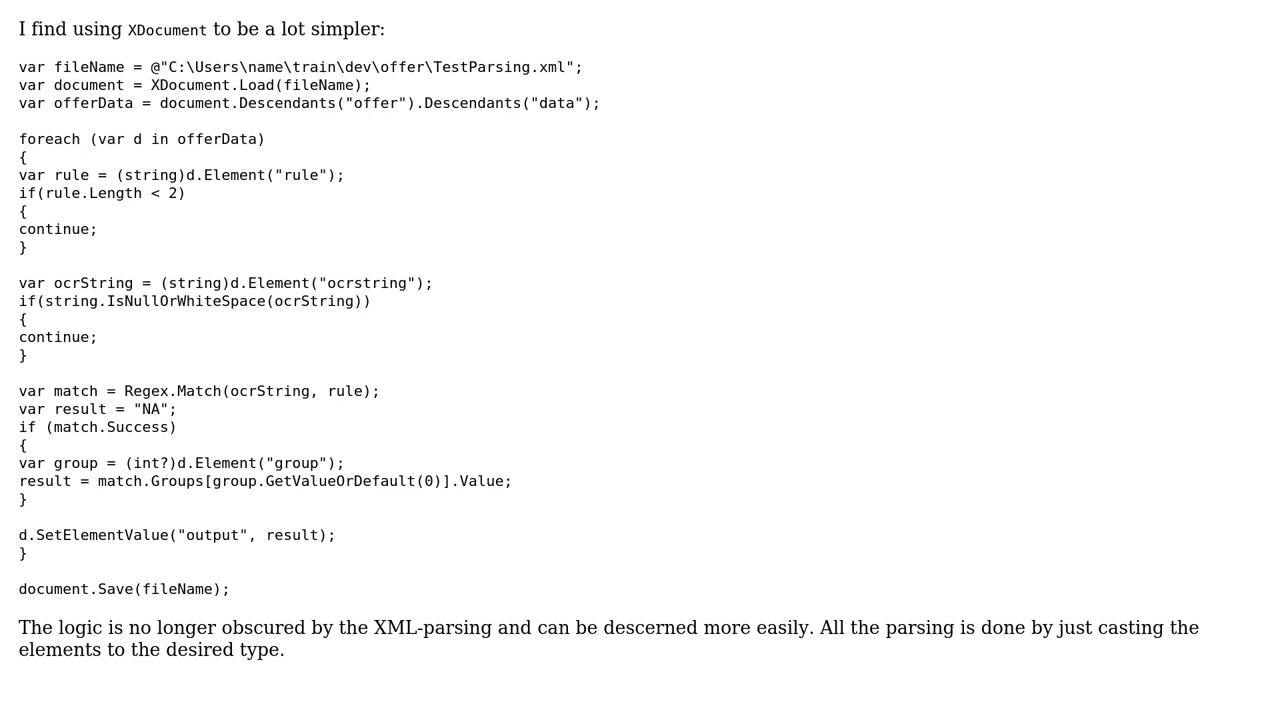 I find using XDocument to be a lot simpler:
var fileName = @"C:\Users\name\train\dev\offer\TestParsing.xml";
var document = XDocument.Load(fileName);
var offerData = document.Descendants("offer").Descendants("data");
foreach (var d in offerData)
{
var rule = (string)d.Element("rule");
if(rule.Length < 2)
{
continue;
}
var ocrString = (string)d.Element("ocrstring");
if(string.IsNullOrWhiteSpace(ocrString))
{
continue;
}
var match = Regex.Match(ocrString, rule);
var result = "NA";
if (match.Success)
{
var group = (int?)d.Element("group");
result = match.Groups[group.GetValueOrDefault(0)].Value;
}
d.SetElementValue("output", result);
}
document.Save(fileName);
The logic is no longer obscured by the XML-parsing and can be descerned more easily. All the parsing is done by just casting the
elements to the desired type.